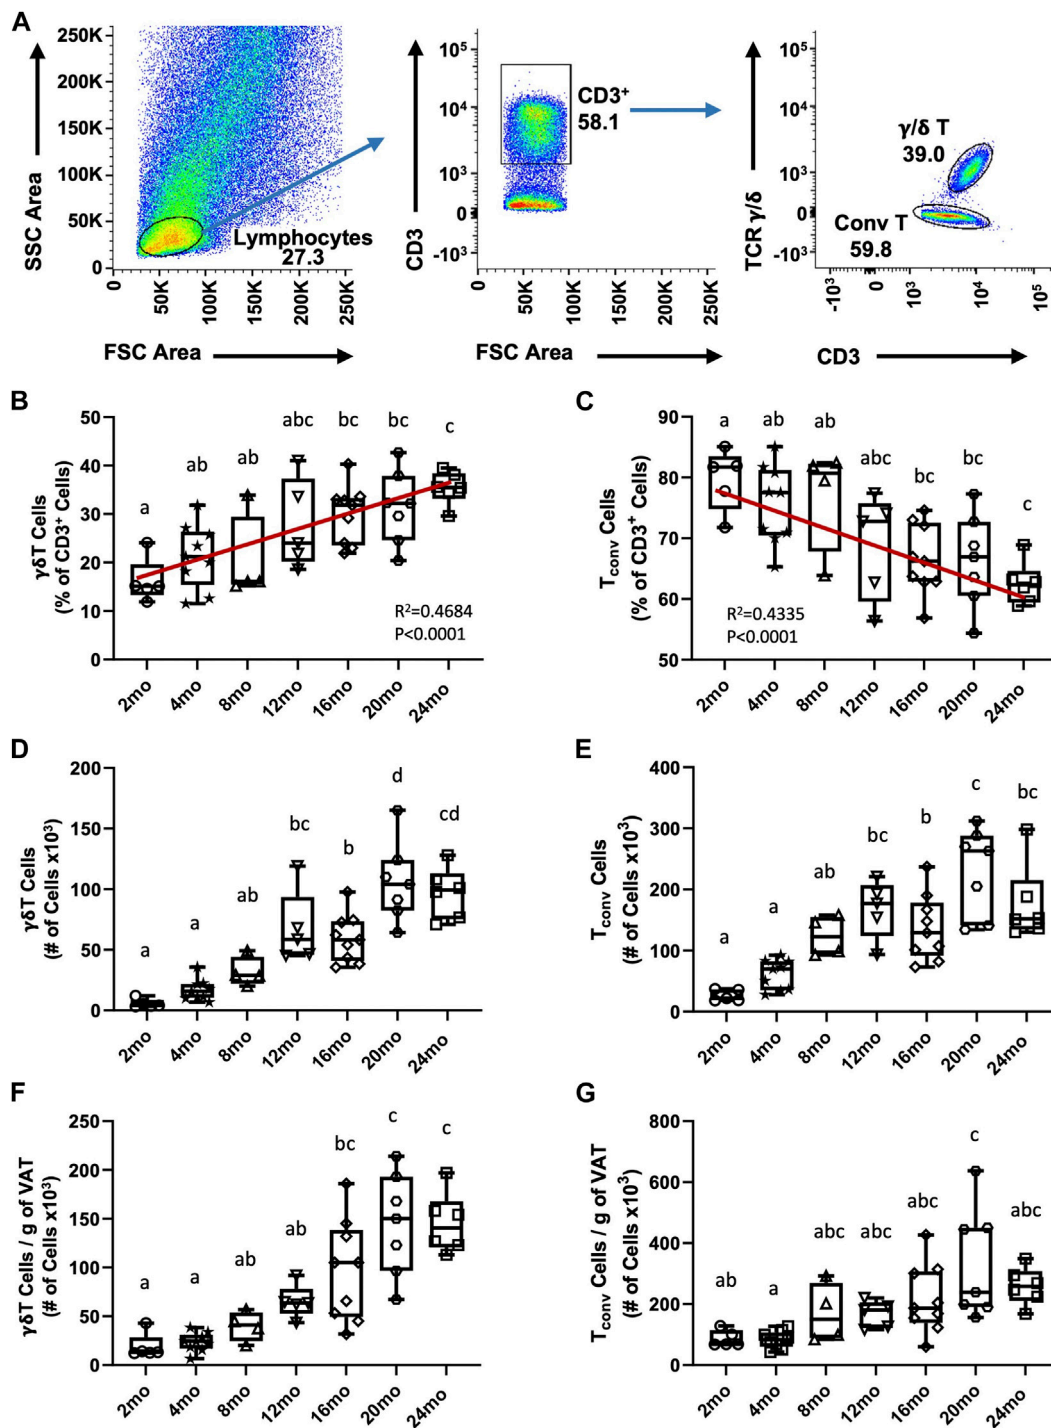 A
SSC Area
250K
200K
150K
100K
50K
0
Lymphocytes
27.3
0
50K
100K
150K
200K
250K
FSC Area
CD3
10⁵
10⁴
10³
0
-10³
CD3⁺
58.1
0
50K
100K
150K
200K
250K
FSC Area
TCR γ/δ
10⁵
10⁴
10³
0
-10³
γ/δ T
39.0
Conv T
59.8
-10³
0
10³
10⁴
10⁵
CD3
B
γδT Cells
(% of CD3⁺ Cells)
50
40
30
20
10
0
a
ab
ab
abc
bc
bc
c
R²=0.4684
P<0.0001
2mo
4mo
8mo
12mo
16mo
20mo
24mo
C
Tconv Cells
(% of CD3⁺ Cells)
90
80
70
60
50
a
ab
ab
abc
bc
bc
c
R²=0.4335
P<0.0001
2mo
4mo
8mo
12mo
16mo
20mo
24mo
D
γδT Cells
(# of Cells x10³)
200
150
100
50
0
a
a
ab
bc
b
d
cd
2mo
4mo
8mo
12mo
16mo
20mo
24mo
E
Tconv Cells
(# of Cells x10³)
400
300
200
100
0
a
a
ab
bc
b
c
bc
2mo
4mo
8mo
12mo
16mo
20mo
24mo
F
γδT Cells / g of VAT
(# of Cells x10³)
250
200
150
100
50
0
a
a
ab
ab
bc
c
c
2mo
4mo
8mo
12mo
16mo
20mo
24mo
G
Tconv Cells / g of VAT
(# of Cells x10³)
800
600
400
200
0
ab
a
abc
abc
abc
c
abc
2mo
4mo
8mo
12mo
16mo
20mo
24mo